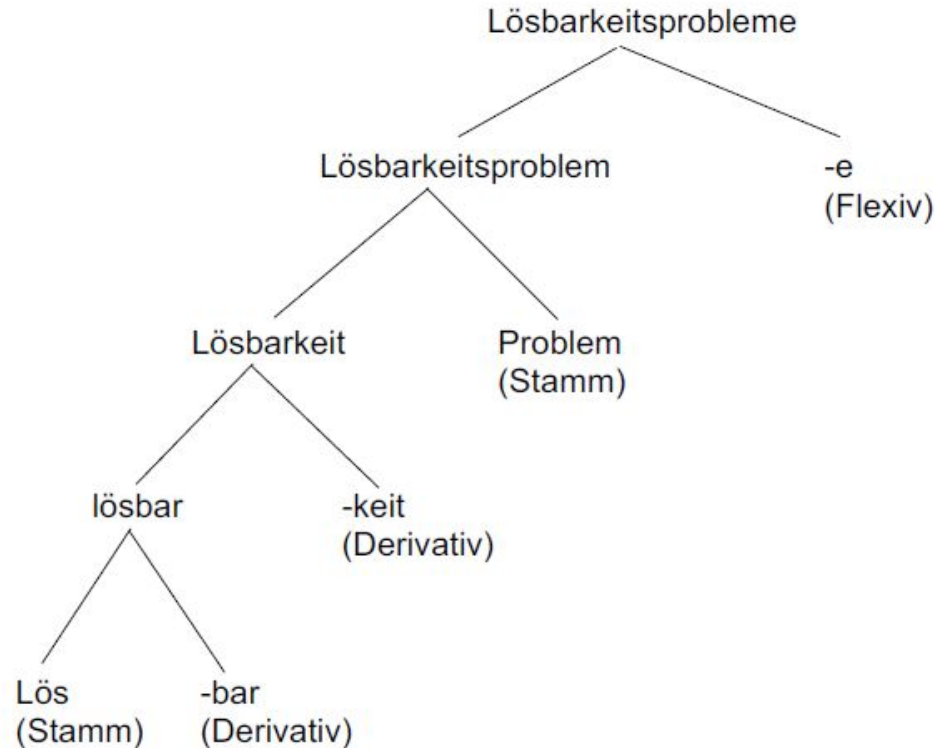 Lösbarkeitsprobleme
Lösbarkeitsproblem
-e
(Flexiv)
Lösbarkeit
Problem
(Stamm)
lösbar
-keit
(Derivativ)
Lös
(Stamm)
-bar
(Derivativ)